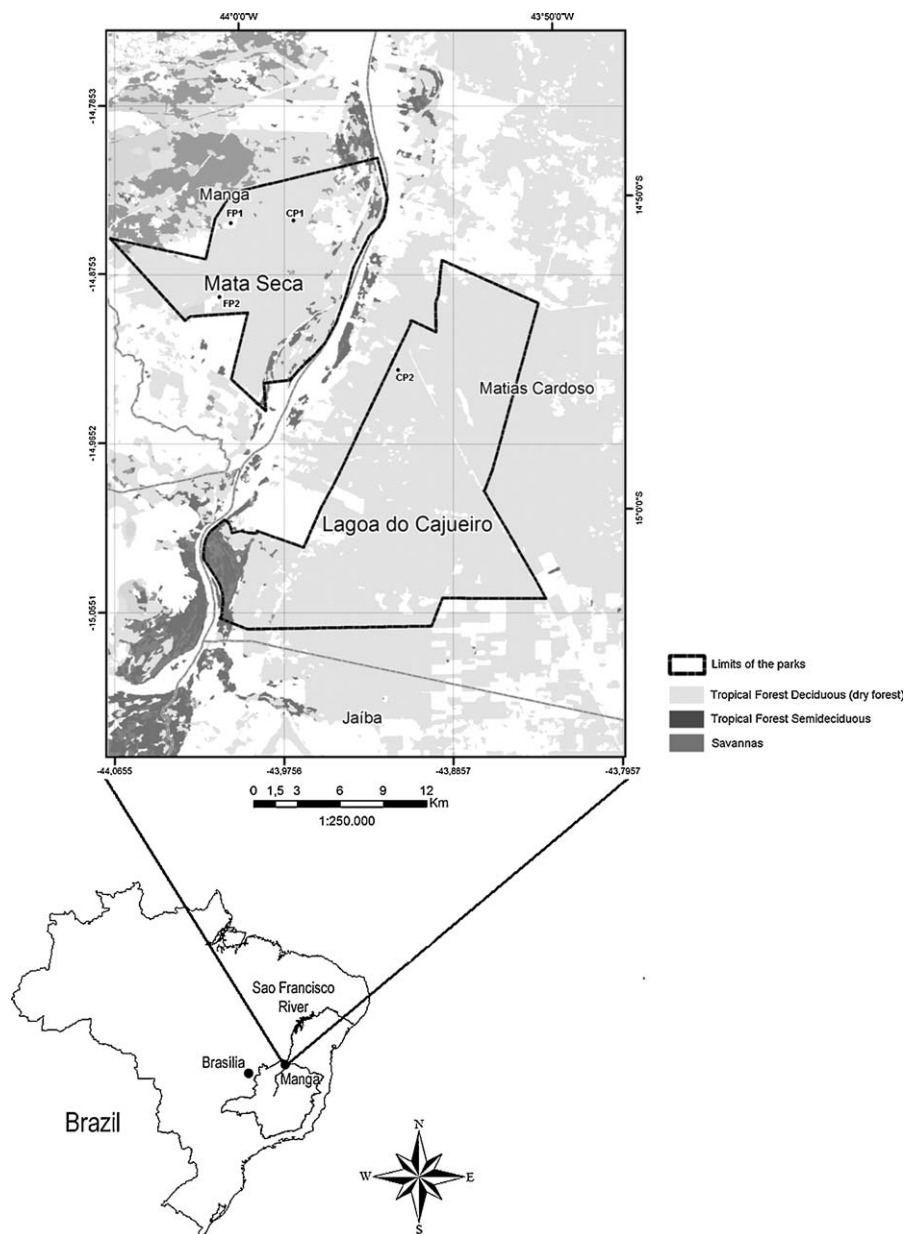 44°0'0"W
43°50'0"W
-14,7853
14°50'0"S
Manga
FP1
CP1
-14,8753
Mata Seca
FP2
CP2
Matias Cardoso
-14,9652
15°0'0"S
Lagoa do Cajueiro
-15,0551
Jaíba
-44,0655
-43,9756
-43,8857
-43,7957
Limits of the parks
Tropical Forest Deciduous (dry forest)
Tropical Forest Semideciduous
Savannas
0 1,5 3 6 9 12
Km
1:250.000
Sao Francisco
River
Brasília
Manga
Brazil
N
W
E
S